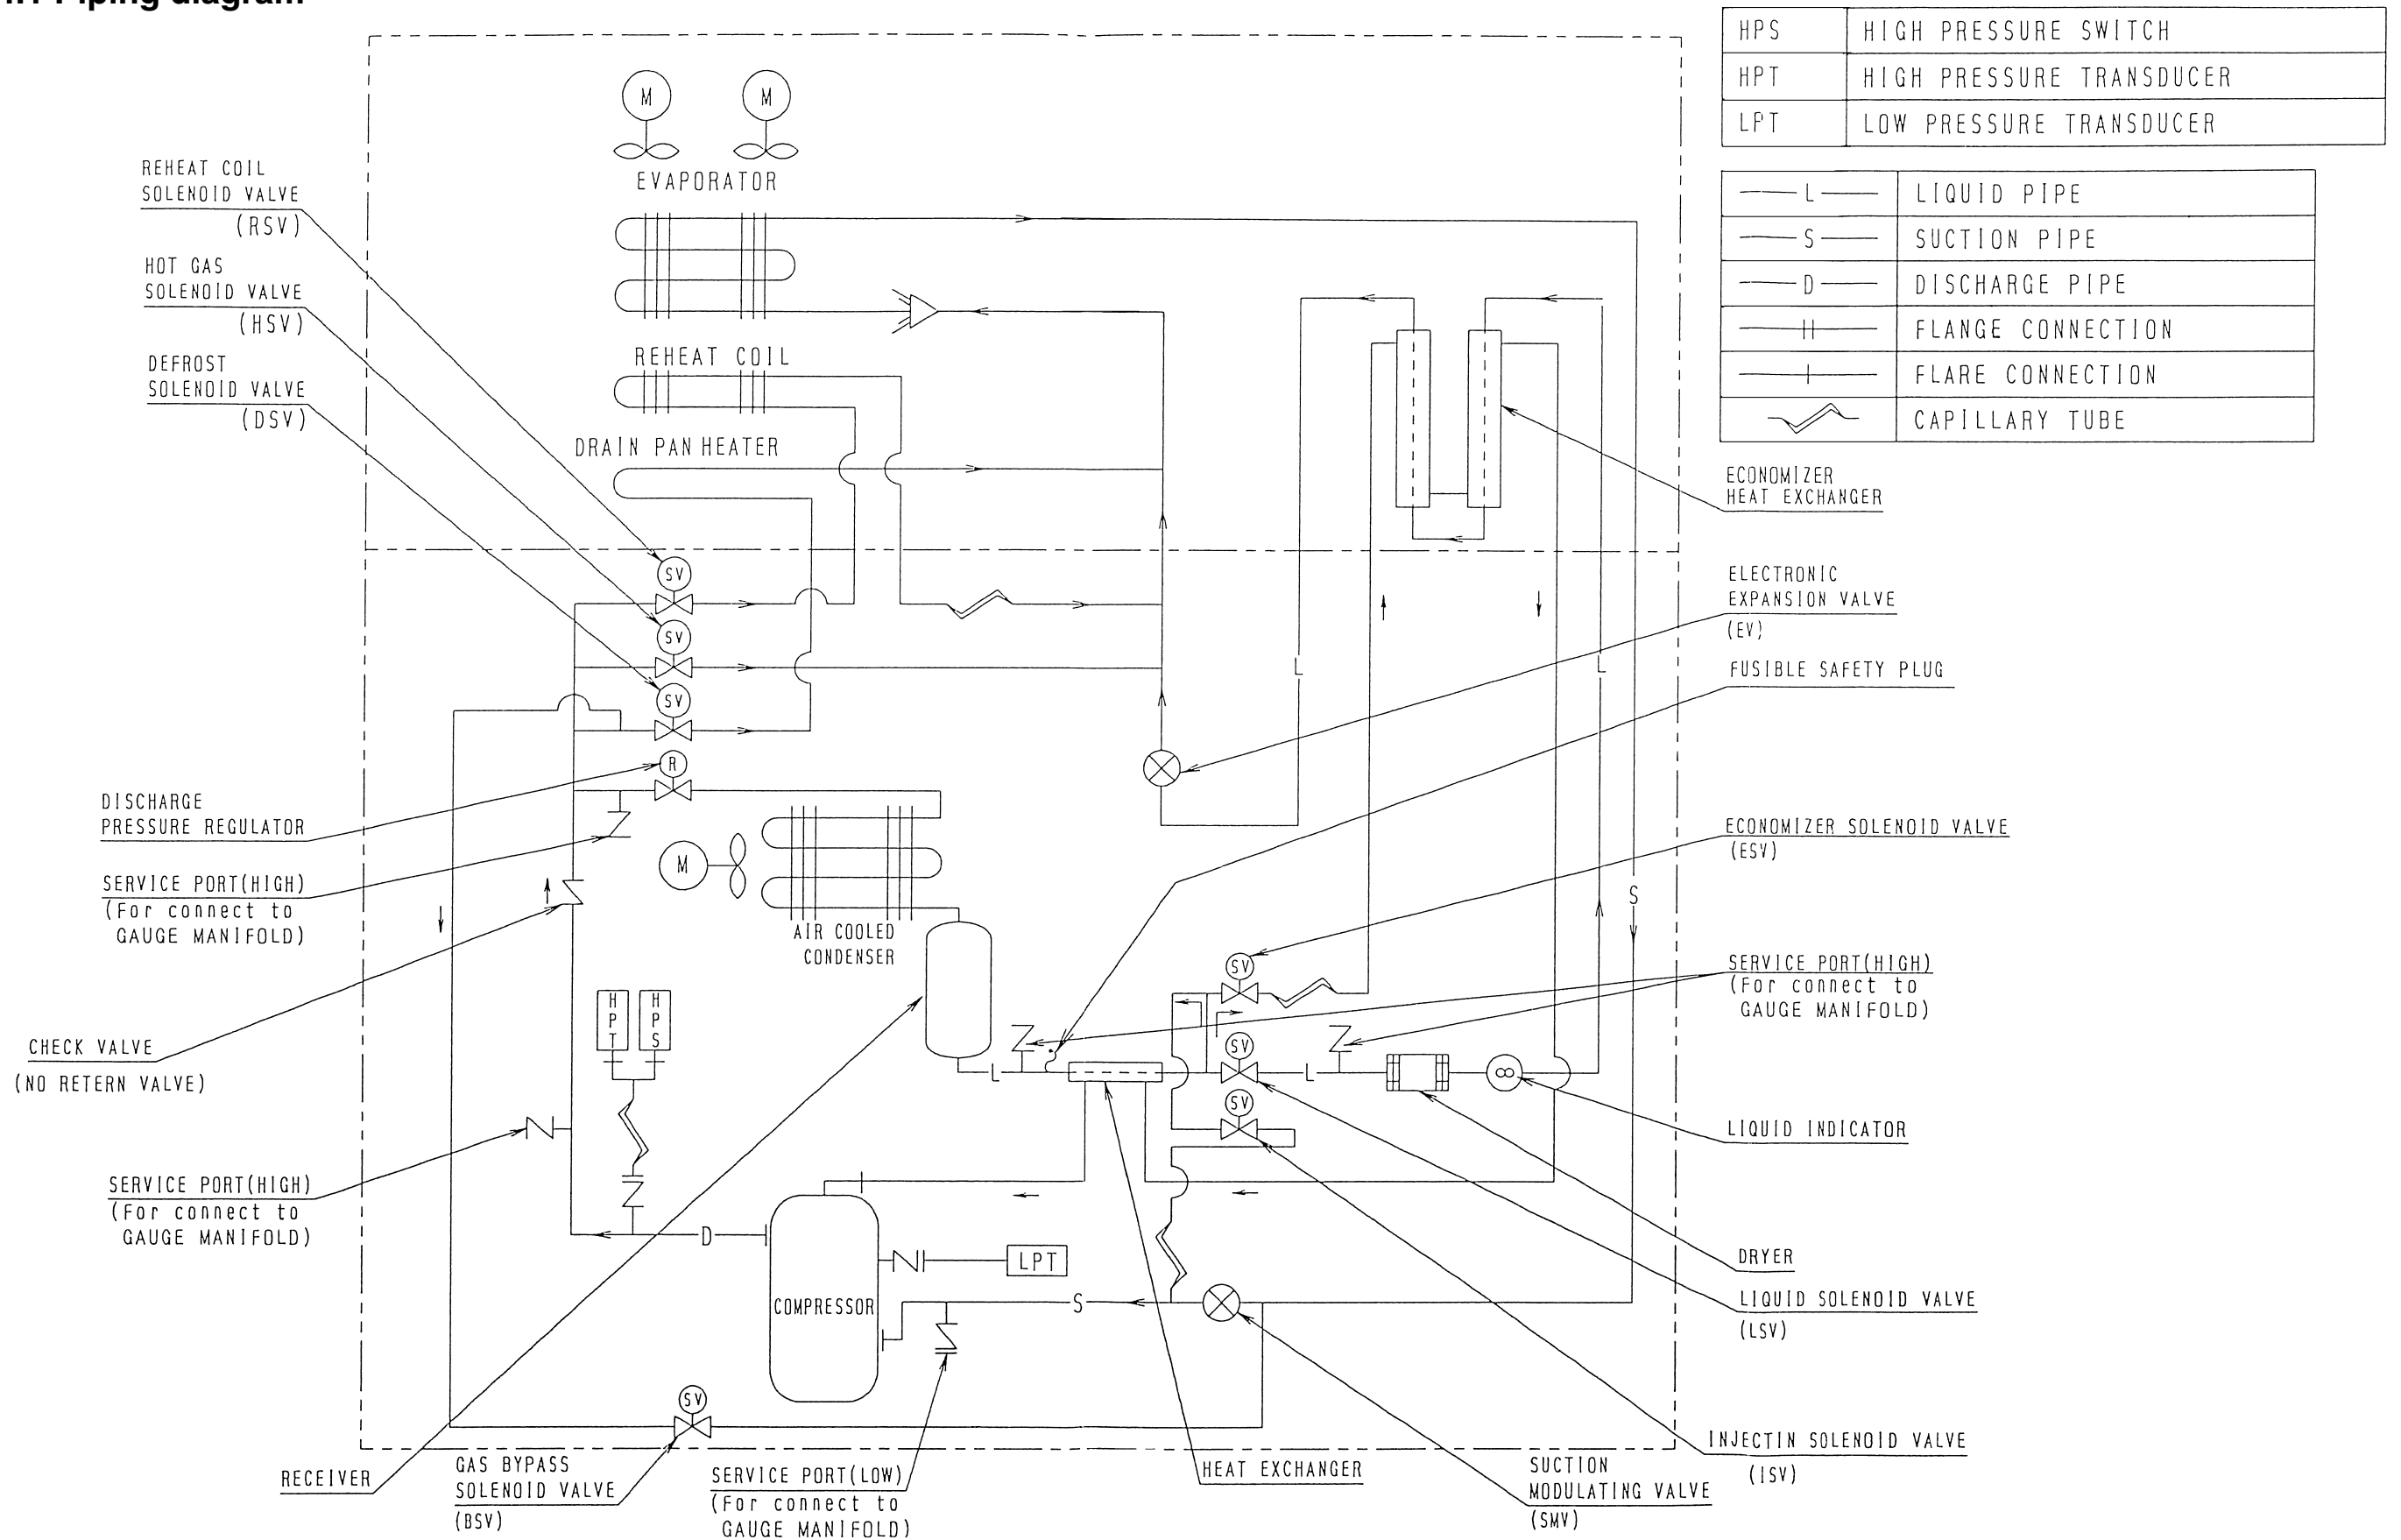 HPS HIGH PRESSURE SWITCH
HPT HIGH PRESSURE TRANSDUCER
LPT LOW PRESSURE TRANSDUCER
L LIQUID PIPE
S SUCTION PIPE
D DISCHARGE PIPE
FLANGE CONNECTION
FLARE CONNECTION
CAPILLARY TUBE
M M
EVAPORATOR
REHEAT COIL
SOLENOID VALVE
(RSV)
HOT GAS
SOLENOID VALVE
(HSV)
DEFROST
SOLENOID VALVE
(DSV)
REHEAT COIL
DRAIN PAN HEATER
ECONOMIZER
HEAT EXCHANGER
ELECTRONIC
EXPANSION VALVE
(EV)
FUSIBLE SAFETY PLUG
SV
SV
SV
R
L
L
DISCHARGE
PRESSURE REGULATOR
SERVICE PORT(HIGH)
(For connect to
GAUGE MANIFOLD)
M
AIR COOLED
CONDENSER
ECONOMIZER SOLENOID VALVE
(ESV)
S
SERVICE PORT(HIGH)
(For connect to
GAUGE MANIFOLD)
SV
SV
SV
HPT
HPS
L
L
CHECK VALVE
(NO RETERN VALVE)
LIQUID INDICATOR
SERVICE PORT(HIGH)
(For connect to
GAUGE MANIFOLD)
D
LPT
COMPRESSOR
S
DRYER
LIQUID SOLENOID VALVE
(LSV)
SV
INJECTIN SOLENOID VALVE
(ISV)
RECEIVER
GAS BYPASS
SOLENOID VALVE
(BSV)
SERVICE PORT(LOW)
(For connect to
GAUGE MANIFOLD)
HEAT EXCHANGER
SUCTION
MODULATING VALVE
(SMV)